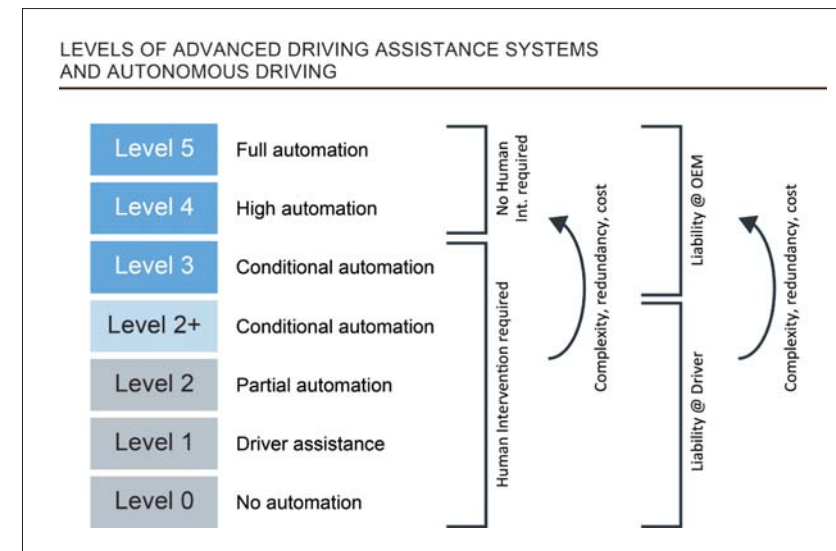 LEVELS OF ADVANCED DRIVING ASSISTANCE SYSTEMS
AND AUTONOMOUS DRIVING
Level 5
Full automation
Level 4
High automation
Level 3
Conditional automation
Level 2+
Conditional automation
Level 2
Partial automation
Level 1
Driver assistance
Level 0
No automation
No Human
Int. required
Human Intervention required
Complexity, redundancy, cost
Liability @ OEM
Liability @ Driver
Complexity, redundancy, cost